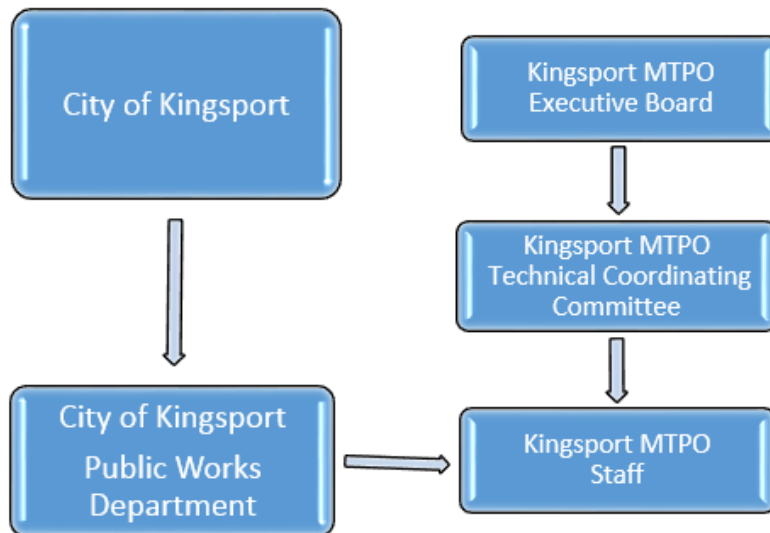 City of Kingsport
Kingsport MTPO
Executive Board
Kingsport MTPO
Technical Coordinating
Committee
City of Kingsport
Public Works
Department
Kingsport MTPO
Staff